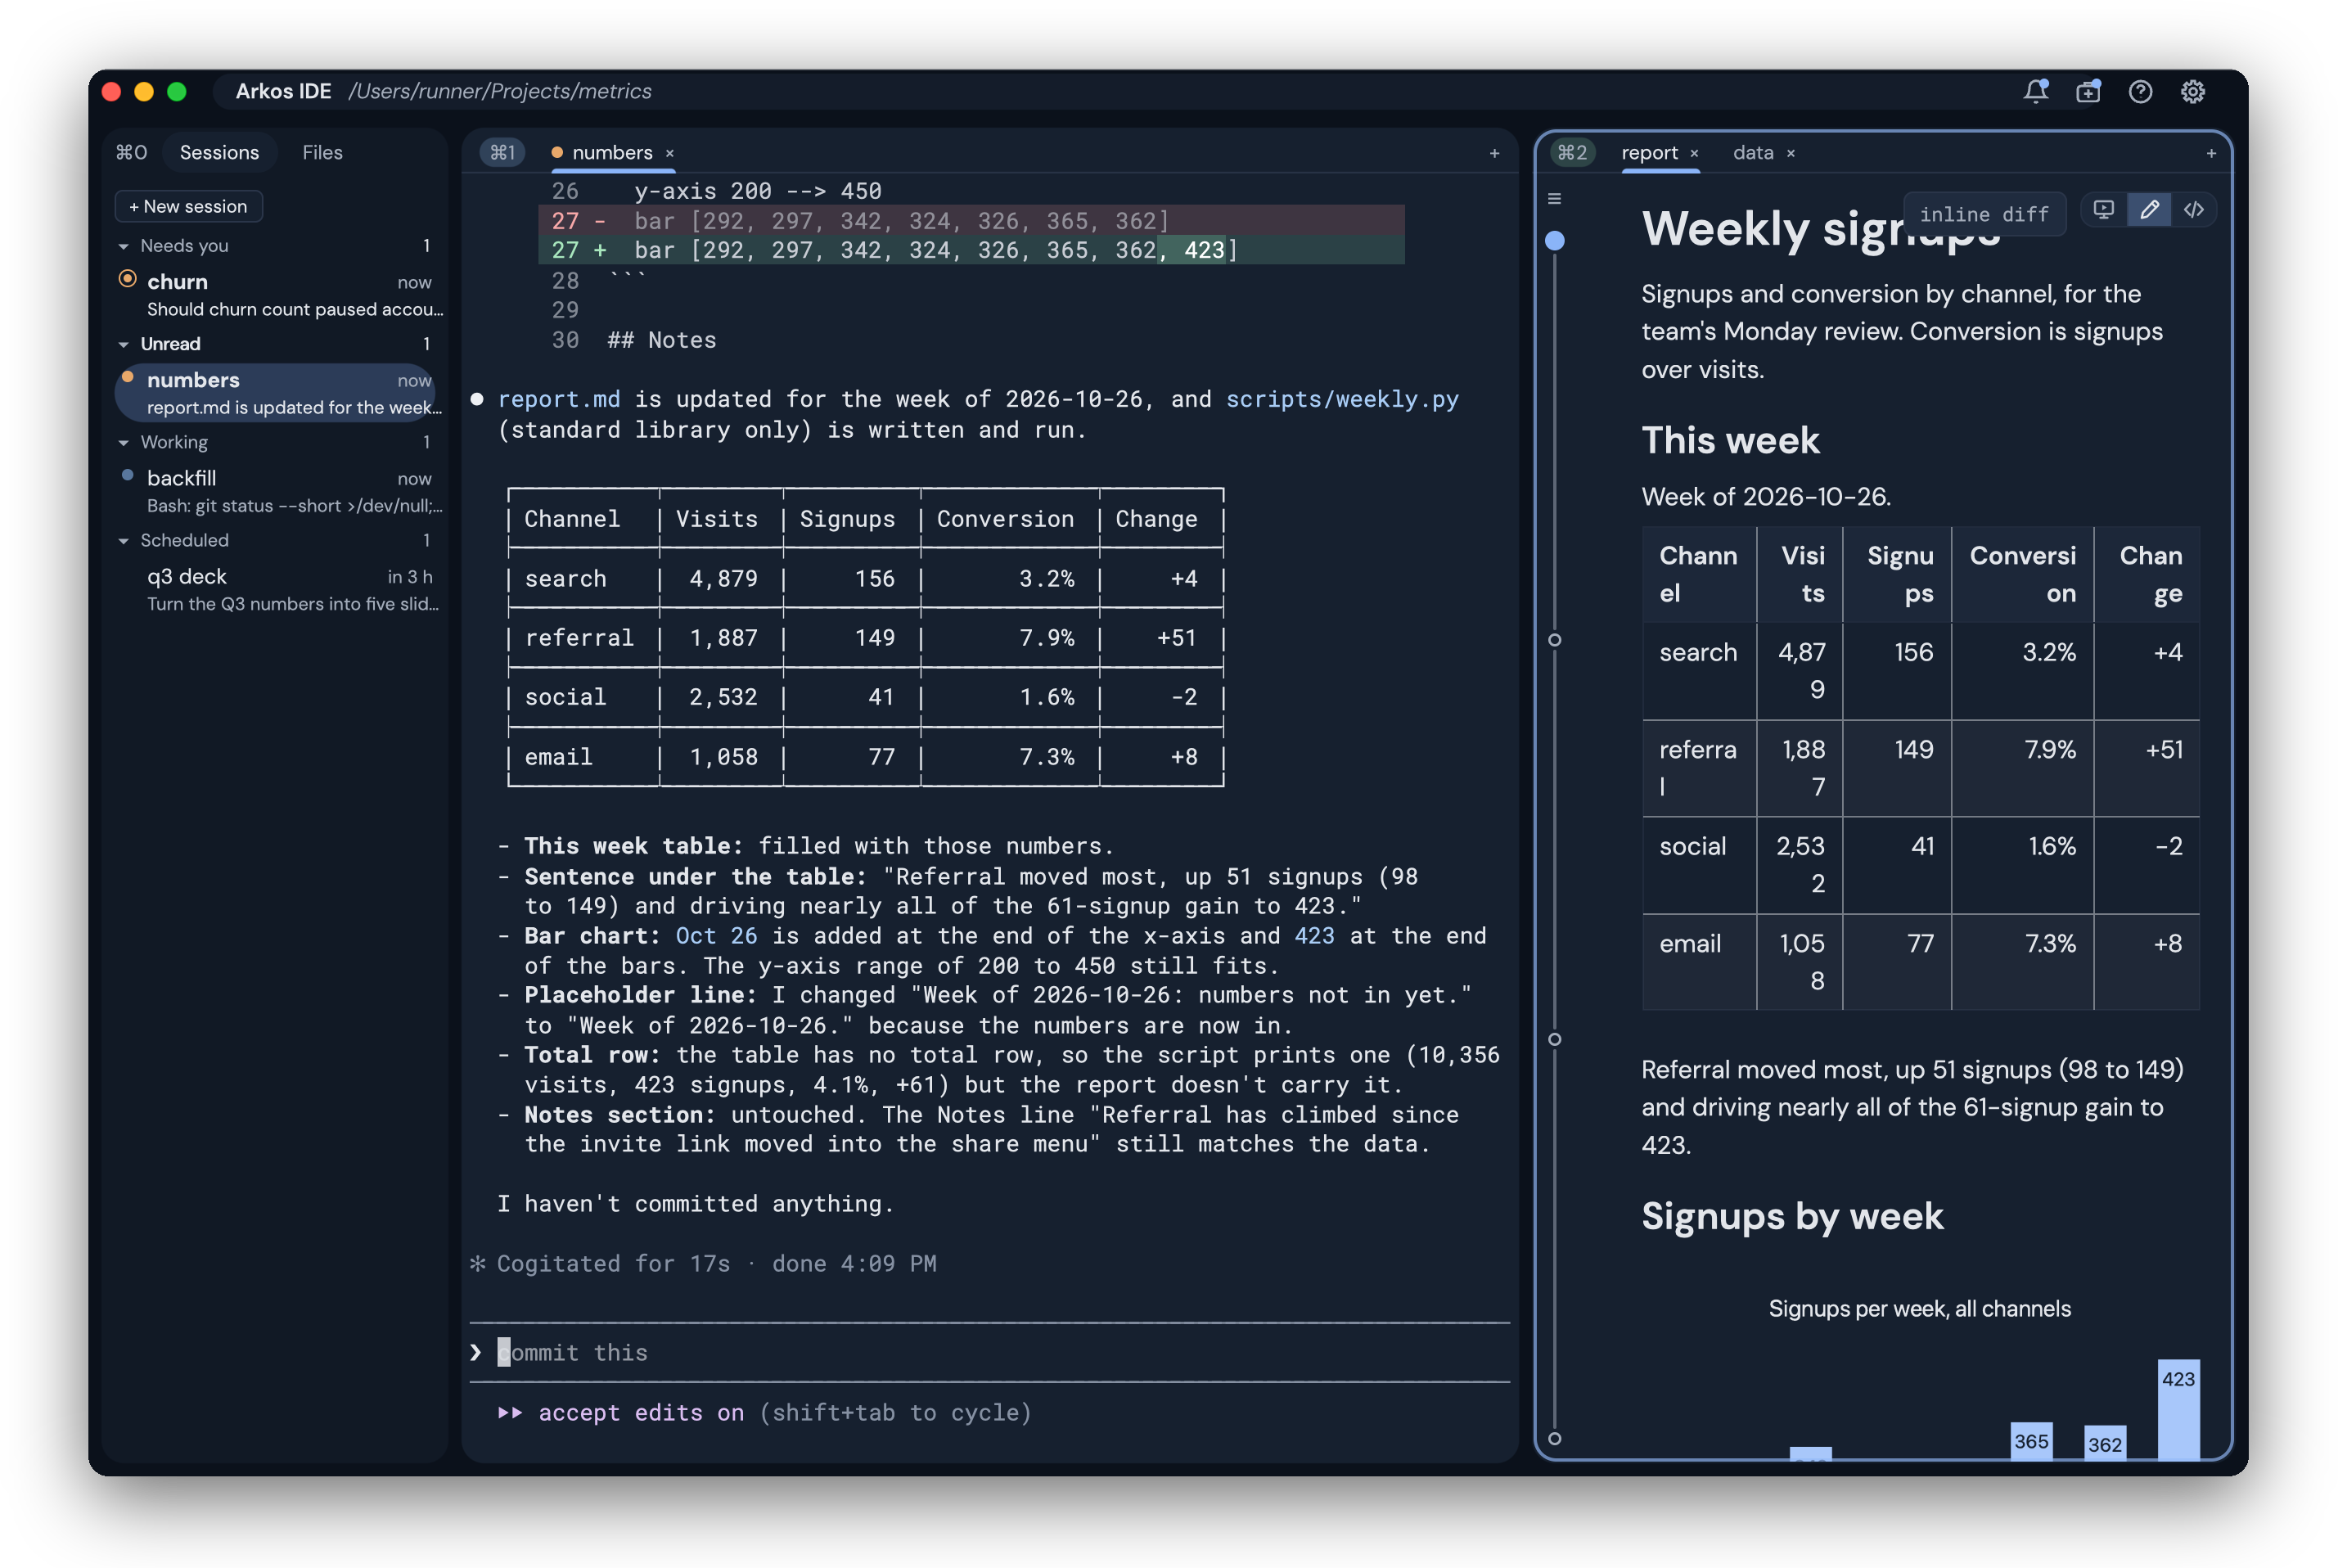 Arkos IDE /Users/runner/Projects/metrics
⌘0 Sessions Files
+ New session
Needs you 1
churn now
Should churn count paused accou…
Unread 1
numbers now
report.md is updated for the week…
Working 1
backfill now
Bash: git status --short >/dev/null;…
Scheduled 1
q3 deck in 3 h
Turn the Q3 numbers into five slid…
⌘1 numbers × +
26 y-axis 200 --> 450
27 - bar [292, 297, 342, 324, 326, 365, 362]
27 + bar [292, 297, 342, 324, 326, 365, 362, 423]
28 ```
29
30 ## Notes
report.md is updated for the week of 2026-10-26, and scripts/weekly.py
(standard library only) is written and run.
Channel Visits Signups Conversion Change
search 4,879 156 3.2% +4
referral 1,887 149 7.9% +51
social 2,532 41 1.6% -2
email 1,058 77 7.3% +8
- This week table: filled with those numbers.
- Sentence under the table: "Referral moved most, up 51 signups (98
to 149) and driving nearly all of the 61-signup gain to 423."
- Bar chart: Oct 26 is added at the end of the x-axis and 423 at the end
of the bars. The y-axis range of 200 to 450 still fits.
- Placeholder line: I changed "Week of 2026-10-26: numbers not in yet."
to "Week of 2026-10-26." because the numbers are now in.
- Total row: the table has no total row, so the script prints one (10,356
visits, 423 signups, 4.1%, +61) but the report doesn't carry it.
- Notes section: untouched. The Notes line "Referral has climbed since
the invite link moved into the share menu" still matches the data.
I haven't committed anything.
✻ Cogitated for 17s · done 4:09 PM
❯ commit this
⏵⏵ accept edits on (shift+tab to cycle)
⌘2 report × data × +
inline diff
Weekly signups
Signups and conversion by channel, for the
team's Monday review. Conversion is signups
over visits.
This week
Week of 2026-10-26.
Chann Visi Signu Conversi Chan
el ts ps on ge
search 4,87 156 3.2% +4
9
referra 1,88 149 7.9% +51
l 7
social 2,53 41 1.6% -2
2
email 1,05 77 7.3% +8
8
Referral moved most, up 51 signups (98 to 149)
and driving nearly all of the 61-signup gain to
423.
Signups by week
Signups per week, all channels
423
365 362